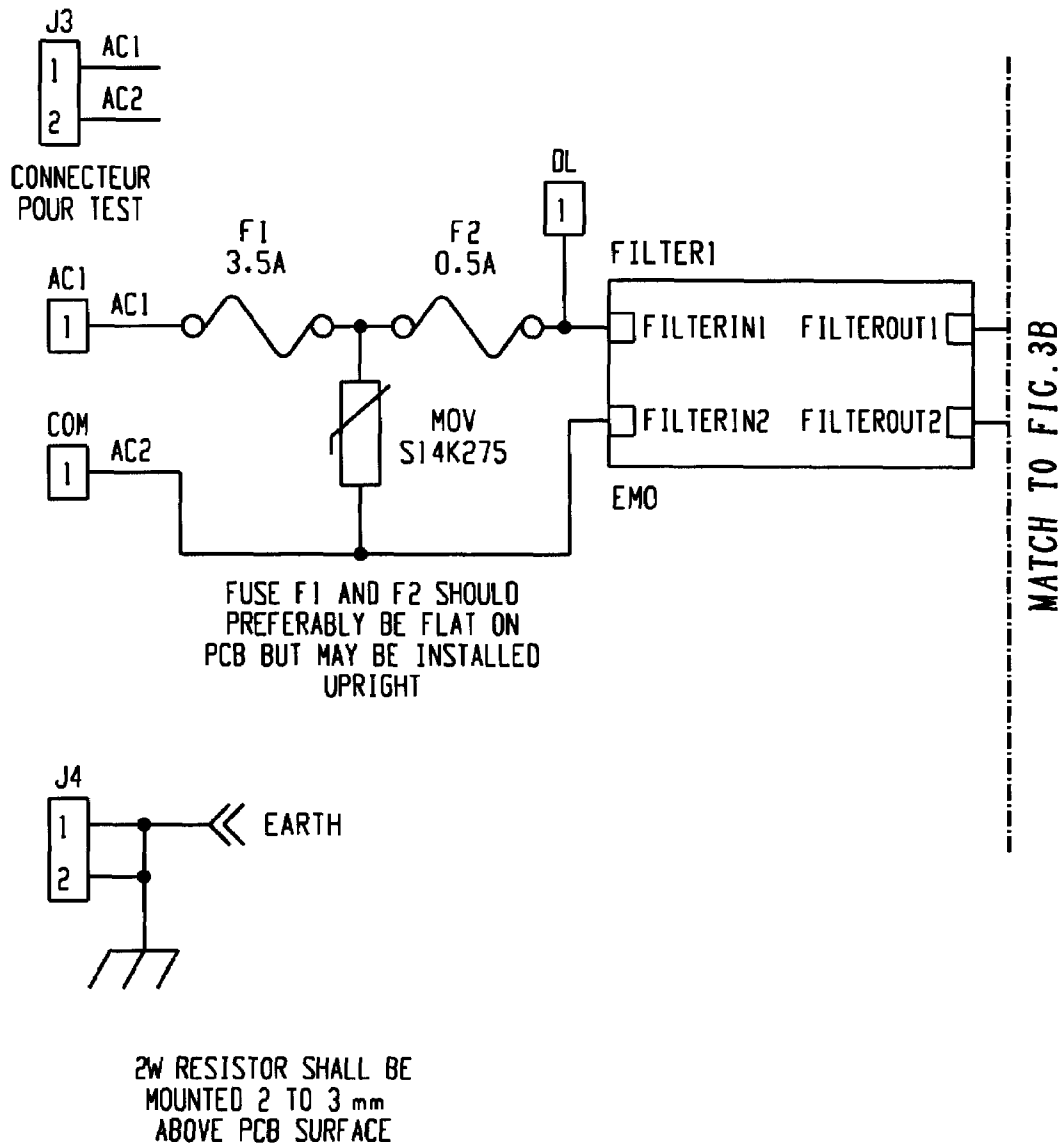 J3
1 AC1
2 AC2
CONNECTEUR
POUR TEST
DL
1
F1
3.5A
F2
0.5A
FILTER1
AC1
1
AC1
FILTERIN1 FILTEROUT1
COM
1
AC2
MOV
S14K275
FILTERIN2 FILTEROUT2
EMO
MATCH TO FIG.3B
FUSE F1 AND F2 SHOULD
PREFERABLY BE FLAT ON
PCB BUT MAY BE INSTALLED
UPRIGHT
J4
1
2
EARTH
2W RESISTOR SHALL BE
MOUNTED 2 TO 3 mm
ABOVE PCB SURFACE